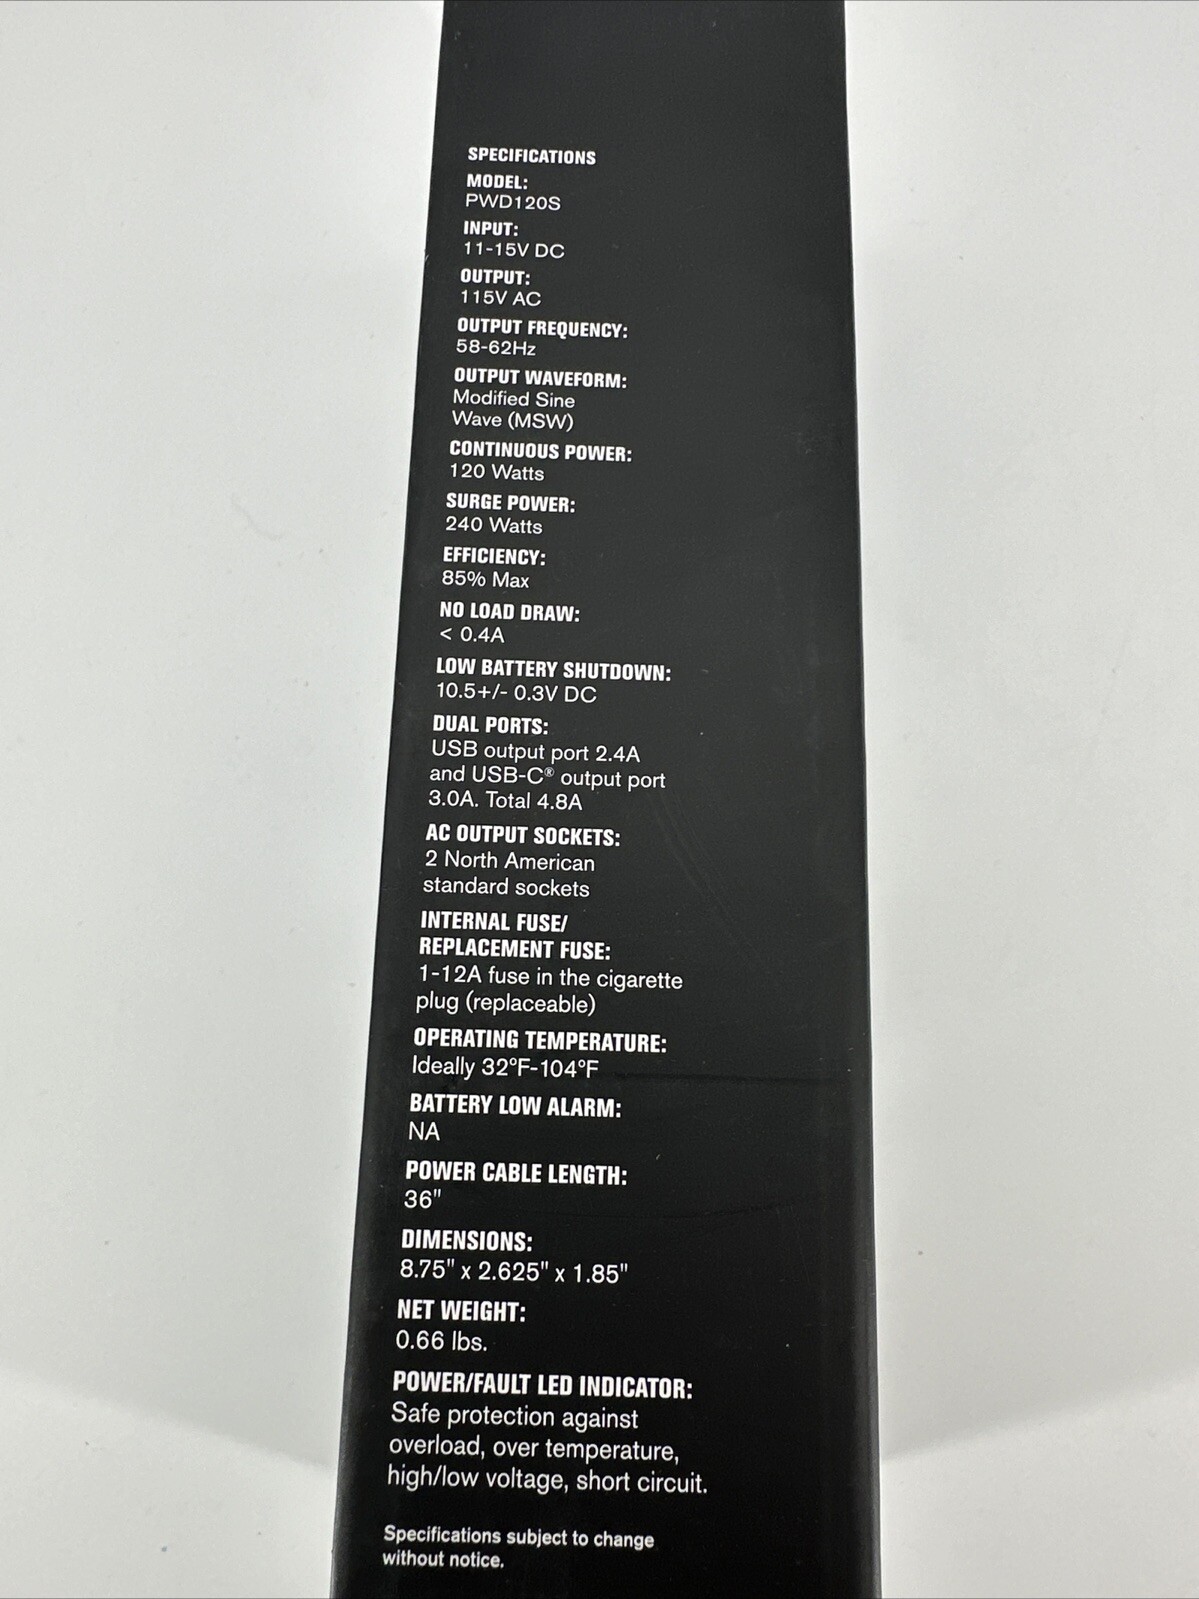 SPECIFICATIONS
MODEL:
PWD120S
INPUT:
11-15V DC
OUTPUT:
115V AC
OUTPUT FREQUENCY:
58-62Hz
OUTPUT WAVEFORM:
Modified Sine
Wave (MSW)
CONTINUOUS POWER:
120 Watts
SURGE POWER:
240 Watts
EFFICIENCY:
85% Max
NO LOAD DRAW:
< 0.4A
LOW BATTERY SHUTDOWN:
10.5+/- 0.3V DC
DUAL PORTS:
USB output port 2.4A
and USB-C® output port
3.0A. Total 4.8A
AC OUTPUT SOCKETS:
2 North American
standard sockets
INTERNAL FUSE/
REPLACEMENT FUSE:
1-12A fuse in the cigarette
plug (replaceable)
OPERATING TEMPERATURE:
Ideally 32°F-104°F
BATTERY LOW ALARM:
NA
POWER CABLE LENGTH:
36"
DIMENSIONS:
8.75" x 2.625" x 1.85"
NET WEIGHT:
0.66 lbs.
POWER/FAULT LED INDICATOR:
Safe protection against
overload, over temperature,
high/low voltage, short circuit.
Specifications subject to change
without notice.